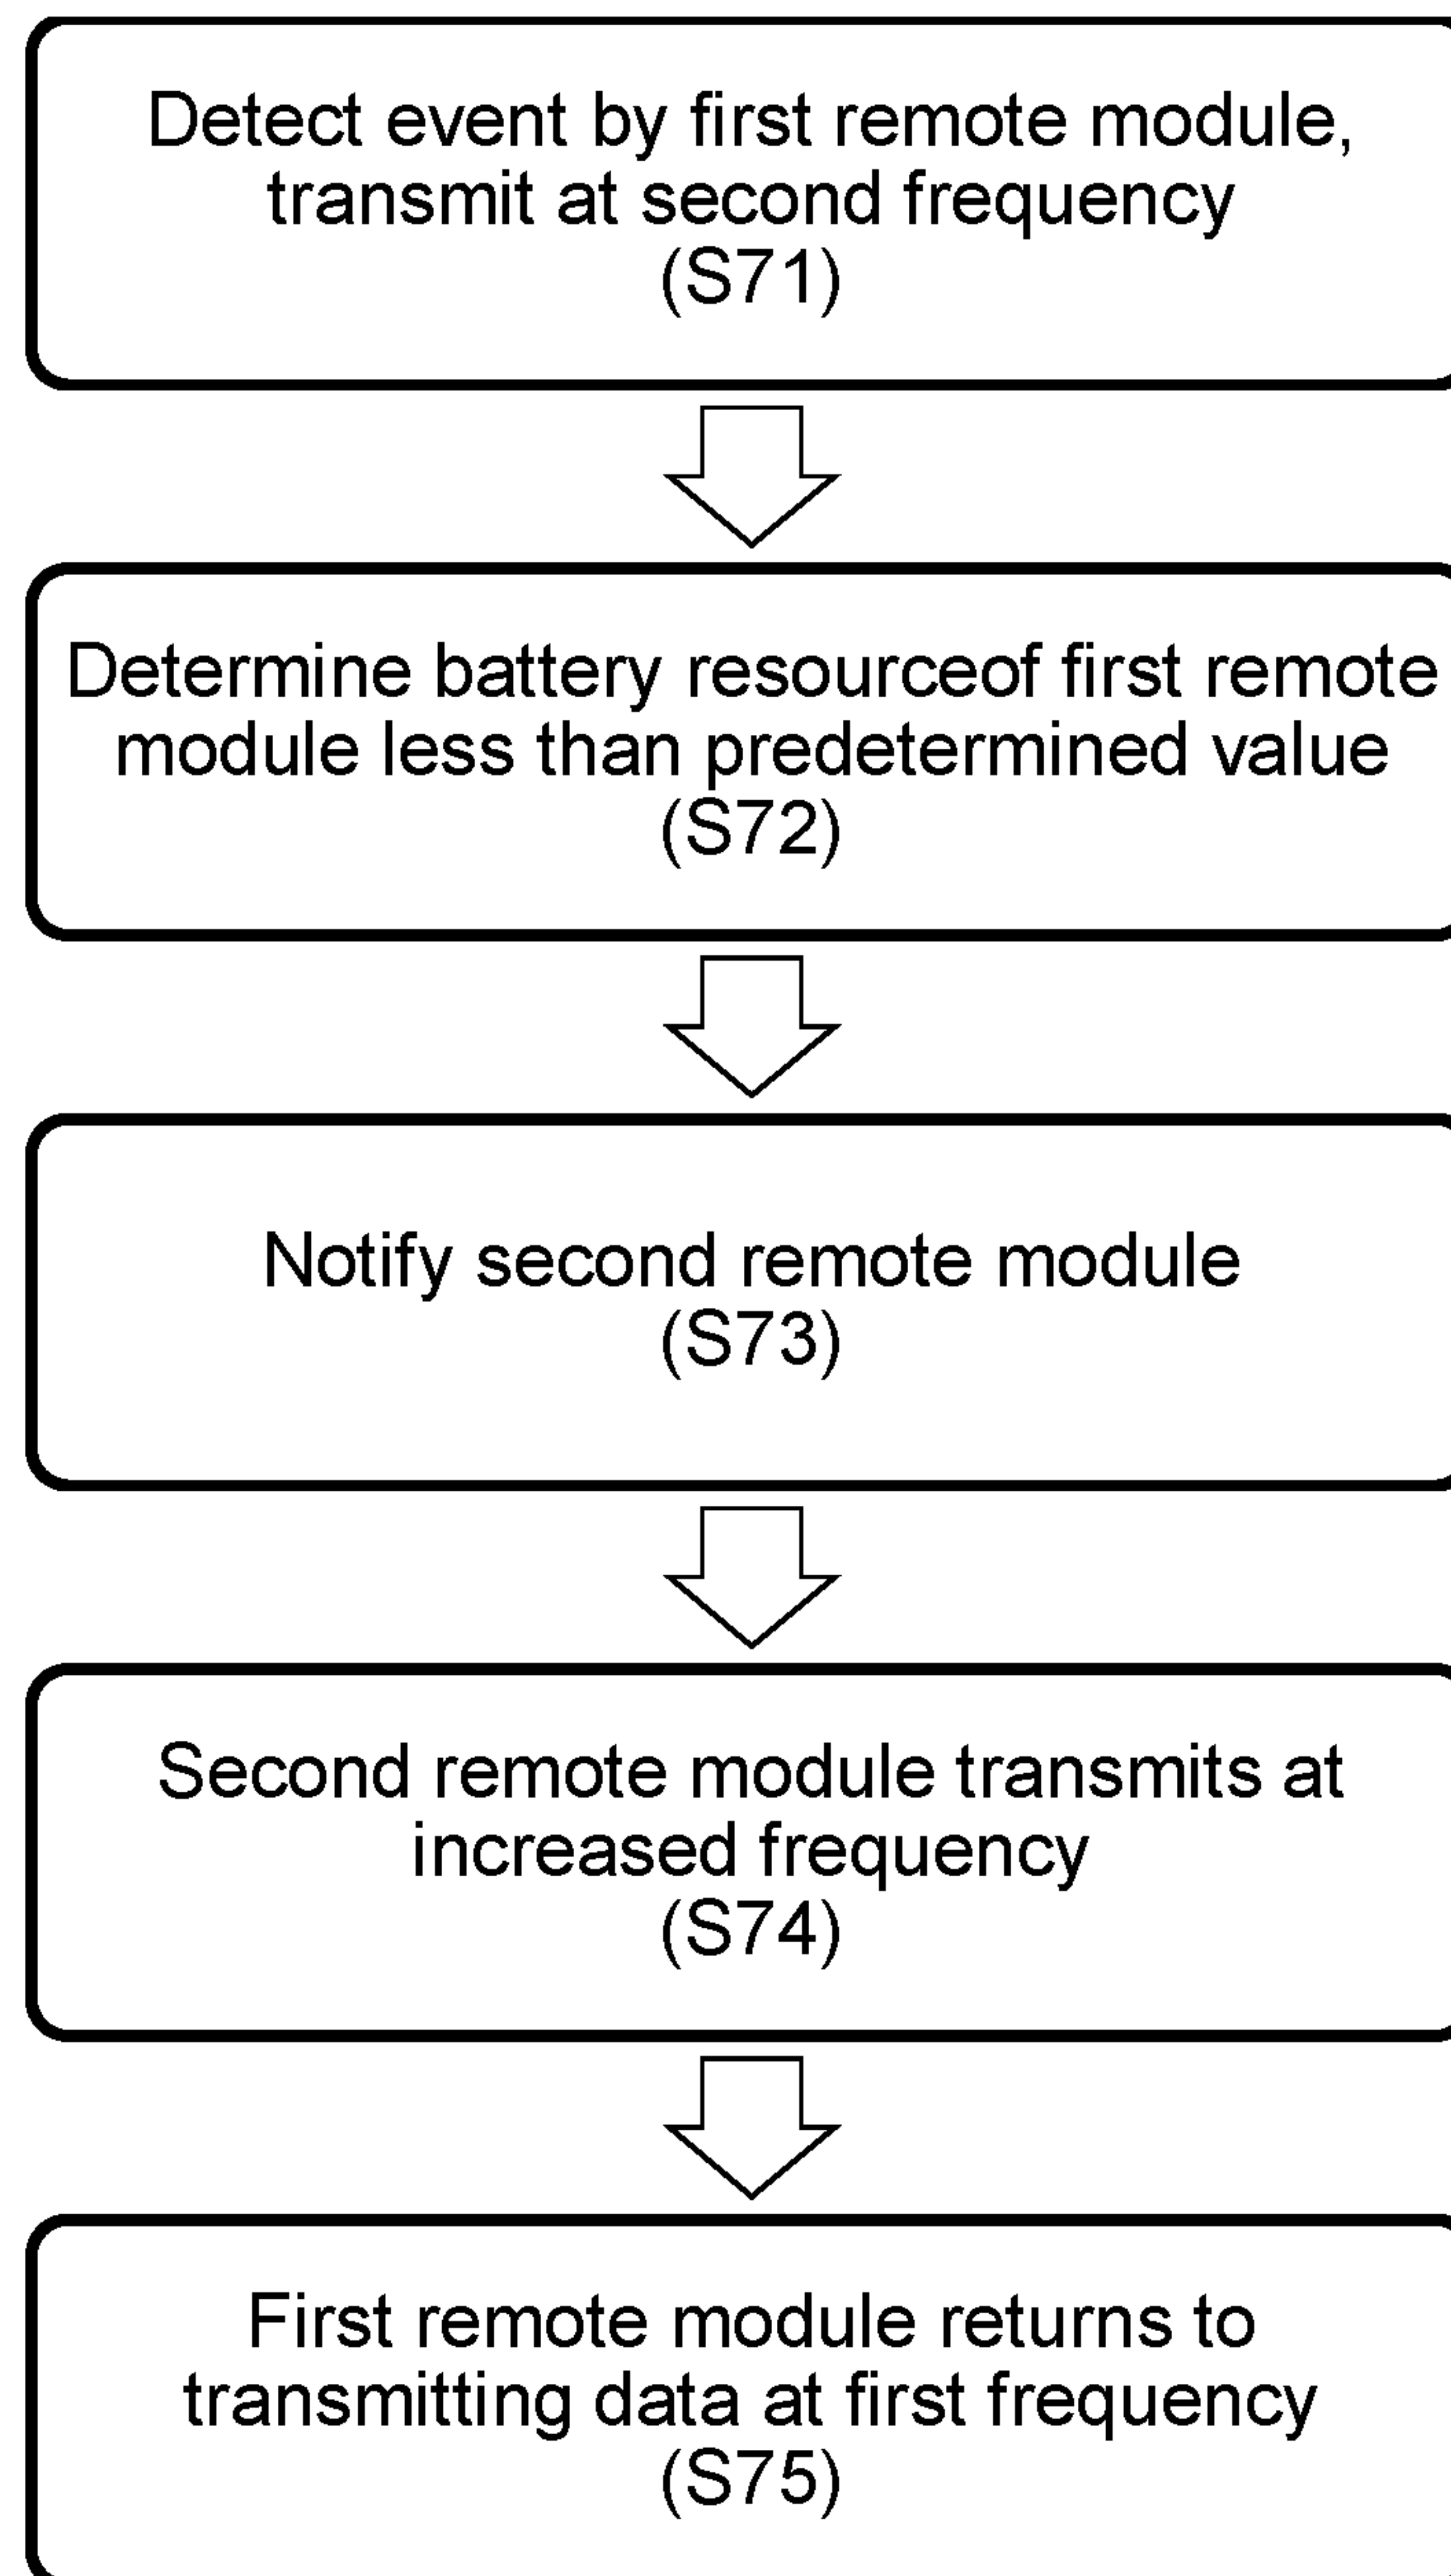 Detect event by first remote module,
transmit at second frequency
(S71)
Determine battery resourceof first remote
module less than predetermined value
(S72)
Notify second remote module
(S73)
Second remote module transmits at
increased frequency
(S74)
First remote module returns to
transmitting data at first frequency
(S75)